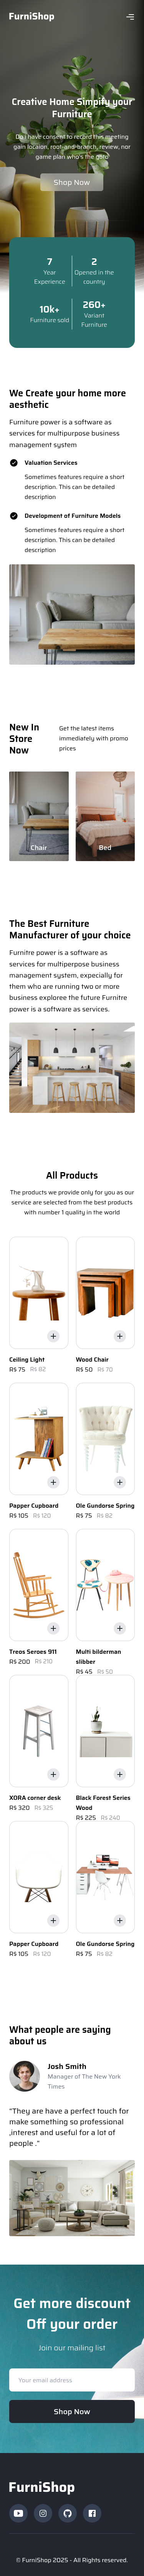 FurniShop
Creative Home Simpify your
Furniture
Do i have consent to record this meeting
gain location, root-and-branch, review, nor
game plan who's the goto
Shop Now
7
Year
Experience
2
Opened in the
country
10k+
Furniture sold
260+
Variant
Furniture
We Create your home more
aesthetic
Furniture power is a software as
services for multipurpose business
management system
Valuation Services
Sometimes features require a short
description. This can be detailed
description
Development of Furniture Models
Sometimes features require a short
description. This can be detailed
description
New In
Store
Now
Get the latest items
immediately with promo
prices
Chair
Bed
The Best Furniture
Manufacturer of your choice
Furnitre power is a software as
services for multiperpose business
management system, expecially for
them who are running two or more
business explore the future Furnitre
power is a software as services.
All Products
The products we provide only for you as our
service are selected from the best products
with number 1 quality in the world
Ceiling Light
R$ 75 R$ 82
Wood Chair
R$ 50 R$ 70
Papper Cupboard
R$ 105 R$ 120
Ole Gundorse Spring
R$ 75 R$ 82
Treos Seroes 911
R$ 200 R$ 210
Multi bilderman
slibber
R$ 45 R$ 50
XORA corner desk
R$ 320 R$ 325
Black Forest Series
Wood
R$ 225 R$ 240
Papper Cupboard
R$ 105 R$ 120
Ole Gundorse Spring
R$ 75 R$ 82
What people are saying
about us
Josh Smith
Manager of The New York
Times
"They are have a perfect touch for
make something so professional
,interest and useful for a lot of
people ."
Get more discount
Off your order
Join our mailing list
Your email address
Shop Now
FurniShop
© FurniShop 2025 - All Rights reserved.